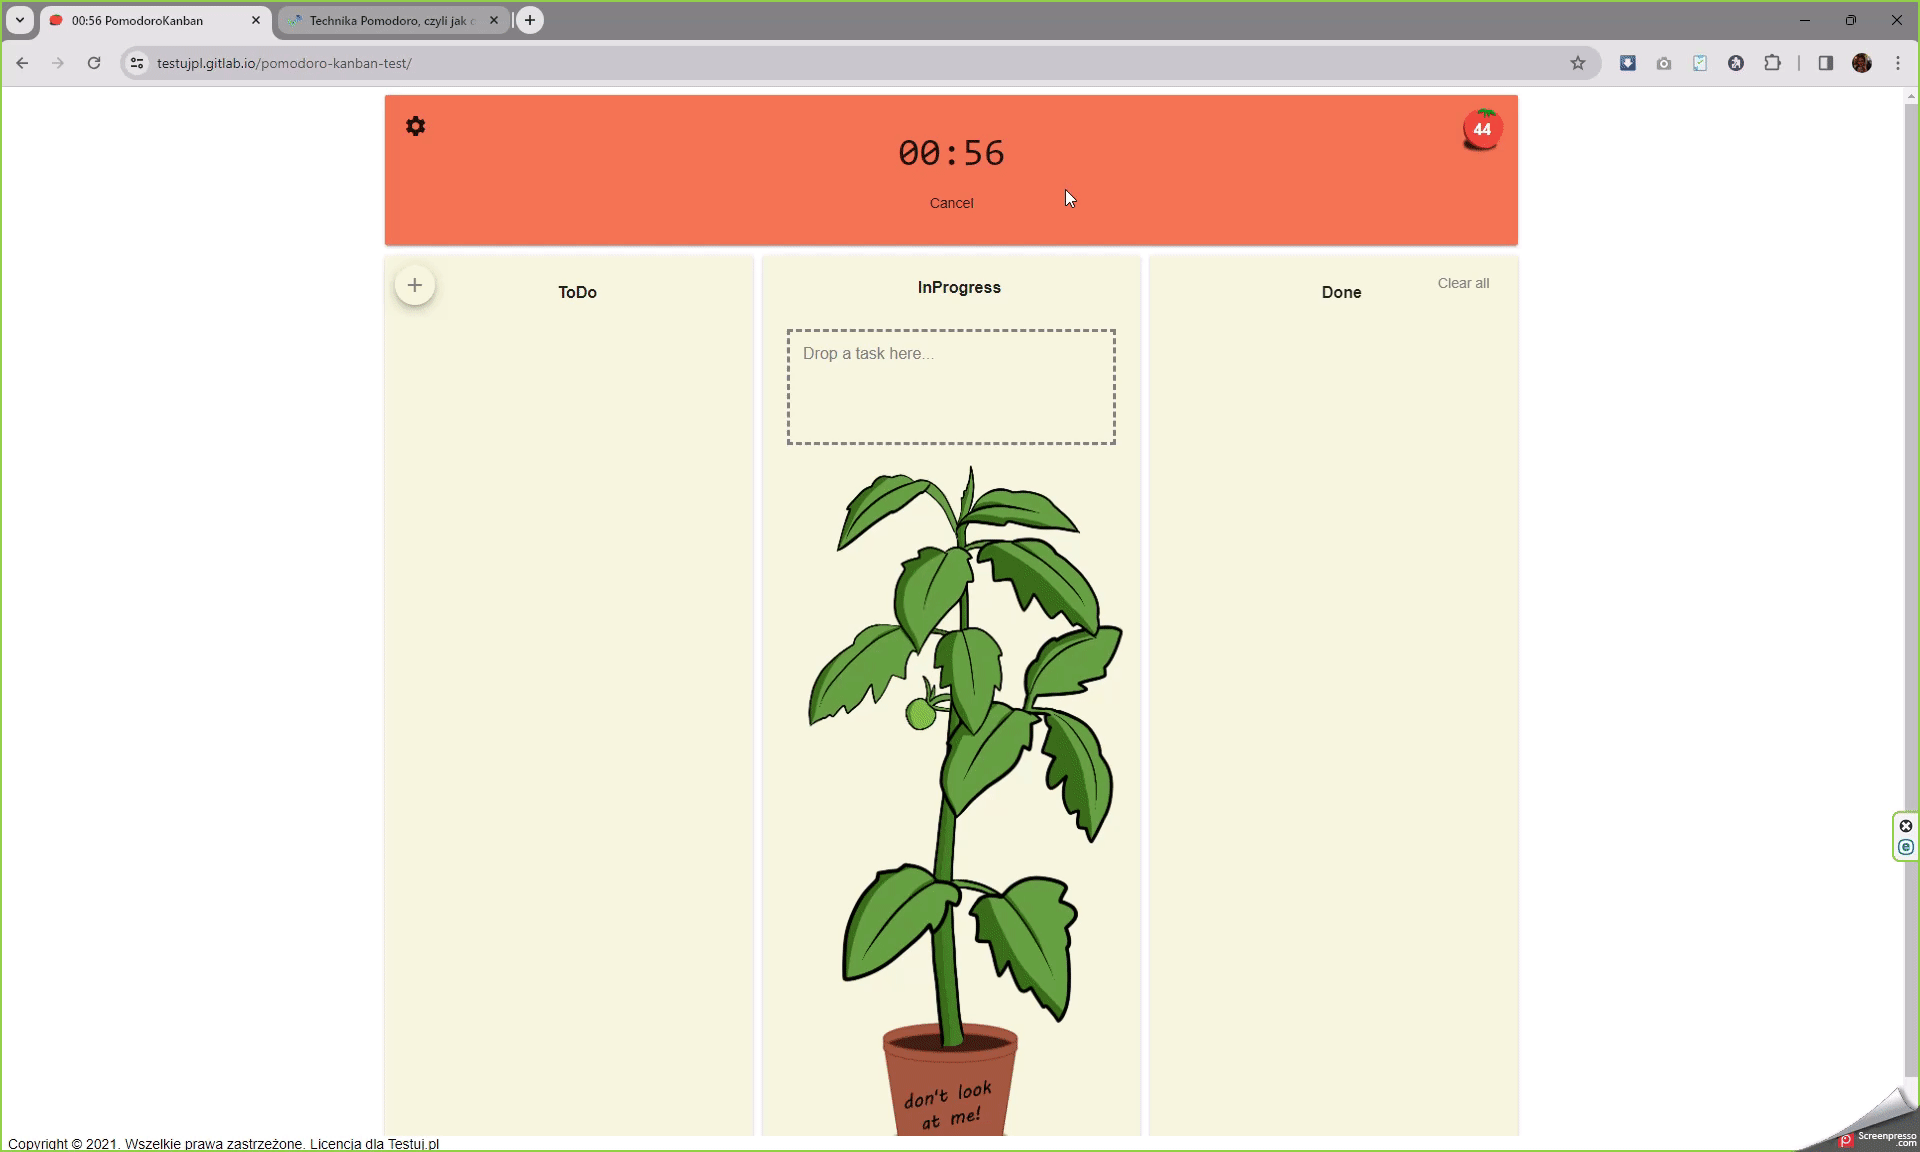 00:56 PomodoroKanban
Technika Pomodoro, czyli jak
testujpl.gitlab.io/pomodoro-kanban-test/
44
00:56
Cancel
ToDo
InProgress
Done
Clear all
Drop a task here...
don't look
at me!
Copyright © 2021. Wszelkie prawa zastrzeżone. Licencja dla Testuj.pl
Screenpresso
.com